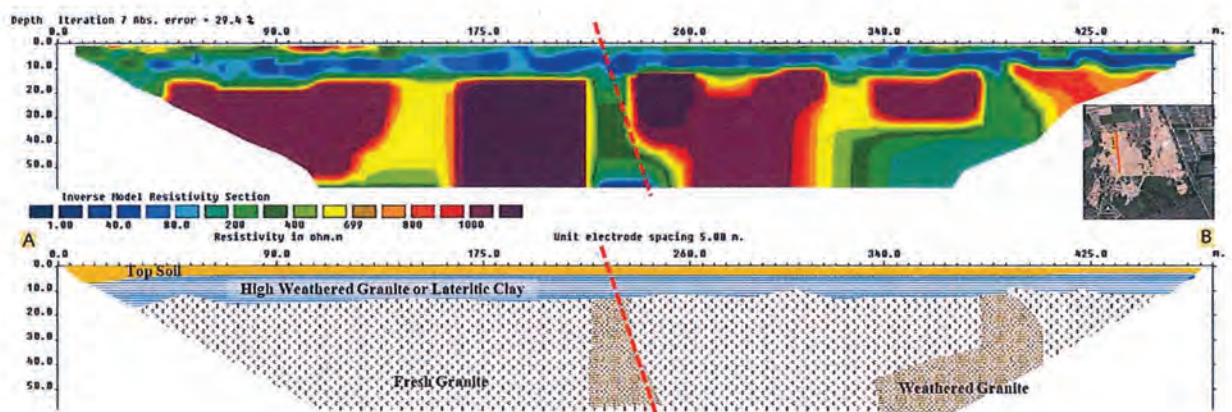 Depth Iteration 7 Abs. error = 29.4 %
0.0 90.0 175.0 260.0 340.0 425.0 m.
0.0
10.0
20.0
30.0
40.0
50.0
Inverse Model Resistivity Section
1.00 40.0 80.0 200 400 699 800 1000
Resistivity in ohm.m Unit electrode spacing 5.00 m.
A B
0.0 90.0 175.0 260.0 340.0 425.0 m.
0.0
Top Soil
10.0
High Weathered Granite or Lateritic Clay
20.0
30.0
40.0
50.0
Fresh Granite
Weathered Granite